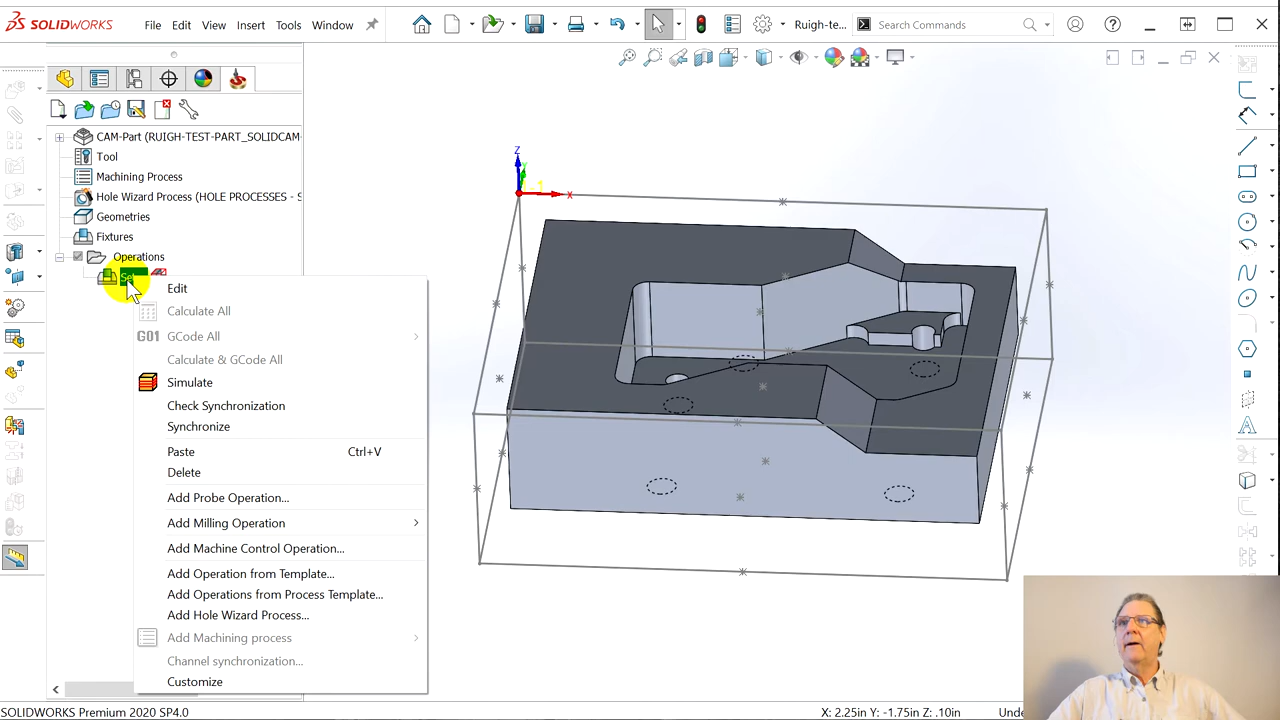 SOLIDWORKS File Edit View Insert Tools Window Ruigh-te... Search Commands
CAM-Part (RUIGH-TEST-PART_SOLIDCAM-
Tool
Machining Process
Hole Wizard Process (HOLE PROCESSES - S
Geometries
Fixtures
Operations
Edit
Calculate All
G01 GCode All
Calculate & GCode All
Simulate
Check Synchronization
Synchronize
Paste Ctrl+V
Delete
Add Probe Operation...
Add Milling Operation
Add Machine Control Operation...
Add Operation from Template...
Add Operations from Process Template...
Add Hole Wizard Process...
Add Machining process
Channel synchronization...
Customize
Z
X
SOLIDWORKS Premium 2020 SP4.0 X: 2.25in Y: -1.75in Z: .10in Unde